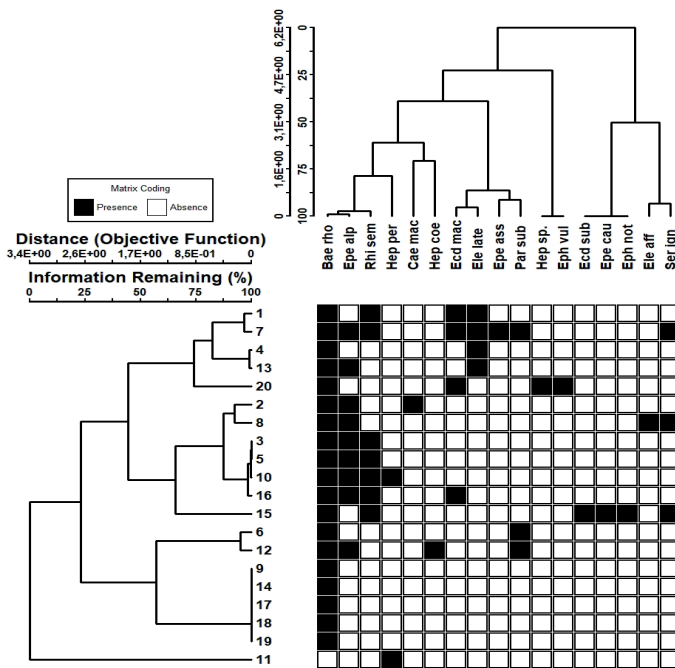 6,2E+00
4,7E+00
3,1E+00
1,6E+00
0
0
25
50
75
100
Matrix Coding
Presence
Absence
Bae rho
Epe alp
Rhi sem
Hep per
Cae mac
Hep coe
Ecd mac
Ele late
Epe ass
Par sub
Hep sp.
Eph vul
Ecd sub
Epe cau
Eph not
Ele aff
Ser ign
Distance (Objective Function)
3,4E+00 2,6E+00 1,7E+00 8,5E-01 0
Information Remaining (%)
0 25 50 75 100
1
7
4
13
20
2
8
3
5
10
16
15
6
12
9
14
17
18
19
11